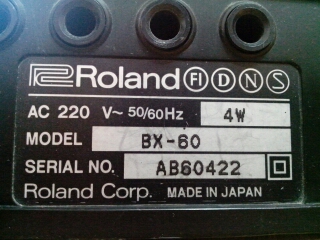 Roland FI D N S
AC 220 V~ 50/60Hz 4W
MODEL BX-60
SERIAL NO. AB60422
Roland Corp. MADE IN JAPAN